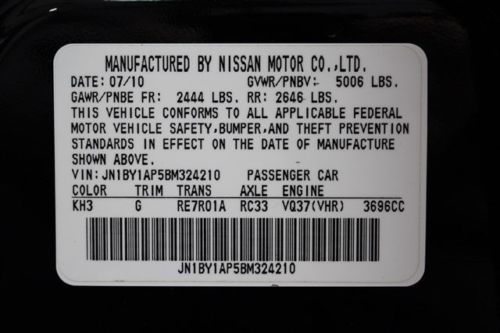 MANUFACTURED BY NISSAN MOTOR CO.,LTD.
DATE: 07/10 GVWR/PNBV: 5006 LBS.
GAWR/PNBE FR: 2444 LBS. RR: 2646 LBS.
THIS VEHICLE CONFORMS TO ALL APPLICABLE FEDERAL
MOTOR VEHICLE SAFETY,BUMPER,AND THEFT PREVENTION
STANDARDS IN EFFECT ON THE DATE OF MANUFACTURE
SHOWN ABOVE.
VIN: JN1BY1AP5BM324210 PASSENGER CAR
COLOR TRIM TRANS AXLE ENGINE
KH3 G RE7R01A RC33 VQ37(VHR) 3696CC
JN1BY1AP5BM324210